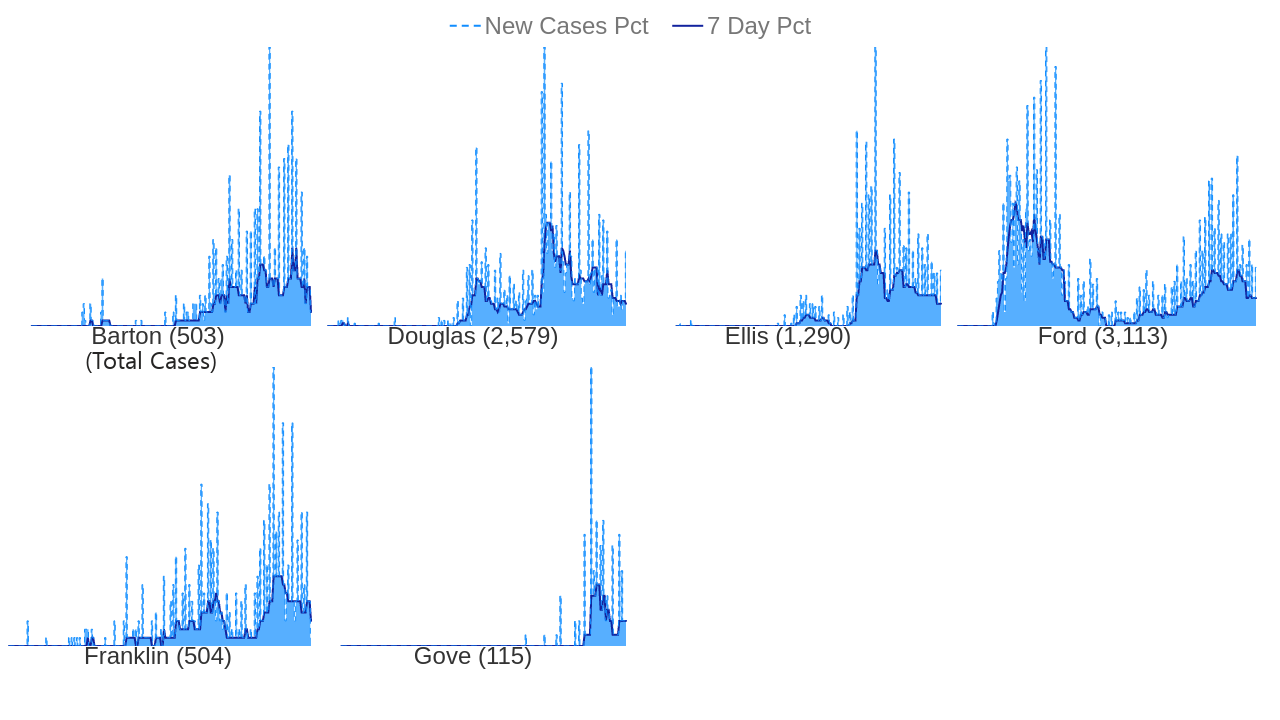 New Cases Pct 7 Day Pct
Barton (503) Douglas (2,579) Ellis (1,290) Ford (3,113)
(Total Cases)
Franklin (504) Gove (115)